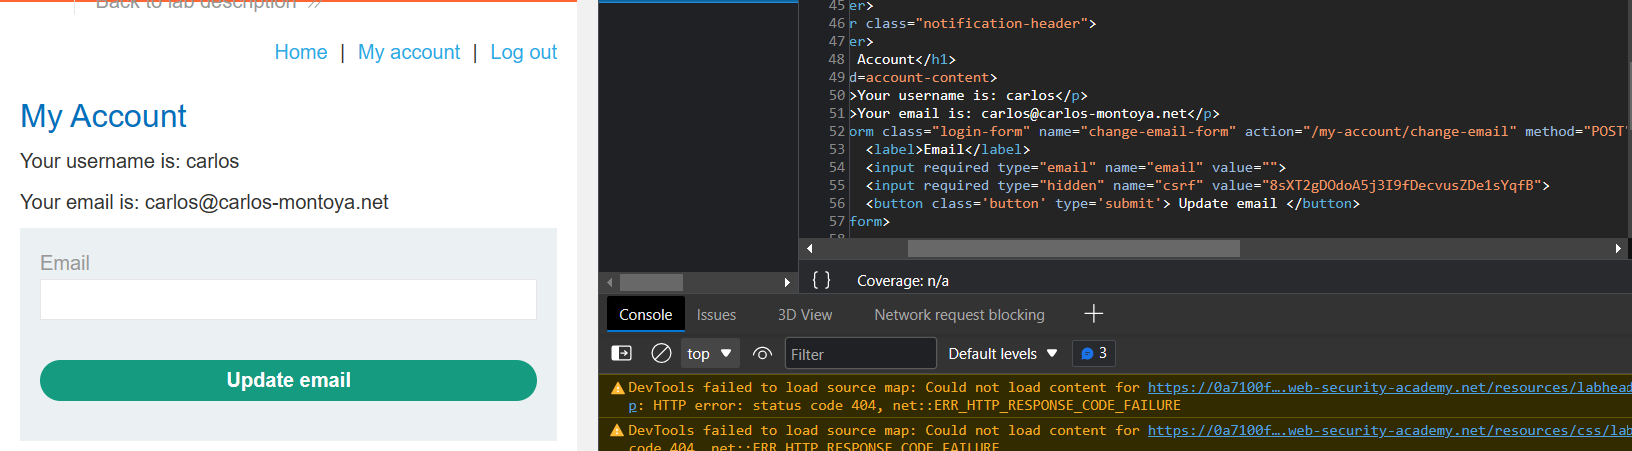 Back to lab description
Home | My account | Log out
My Account
Your username is: carlos
Your email is: carlos@carlos-montoya.net
Email
Update email
45 er>
46 r class="notification-header">
47 er>
48 Account</h1>
49 d=account-content>
50 >Your username is: carlos</p>
51 >Your email is: carlos@carlos-montoya.net</p>
52 orm class="login-form" name="change-email-form" action="/my-account/change-email" method="POST"
53 <label>Email</label>
54 <input required type="email" name="email" value="">
55 <input required type="hidden" name="csrf" value="8sXT2gDOdoA5j3I9fDecvusZDe1sYqfB">
56 <button class='button' type='submit'> Update email </button>
57 form>
58
{ } Coverage: n/a
Console Issues 3D View Network request blocking +
top Filter Default levels 3
DevTools failed to load source map: Could not load content for https://0a7100f….web-security-academy.net/resources/labhead
p: HTTP error: status code 404, net::ERR_HTTP_RESPONSE_CODE_FAILURE
DevTools failed to load source map: Could not load content for https://0a7100f….web-security-academy.net/resources/css/lab
code 404, net::ERR_HTTP_RESPONSE_CODE_FAILURE